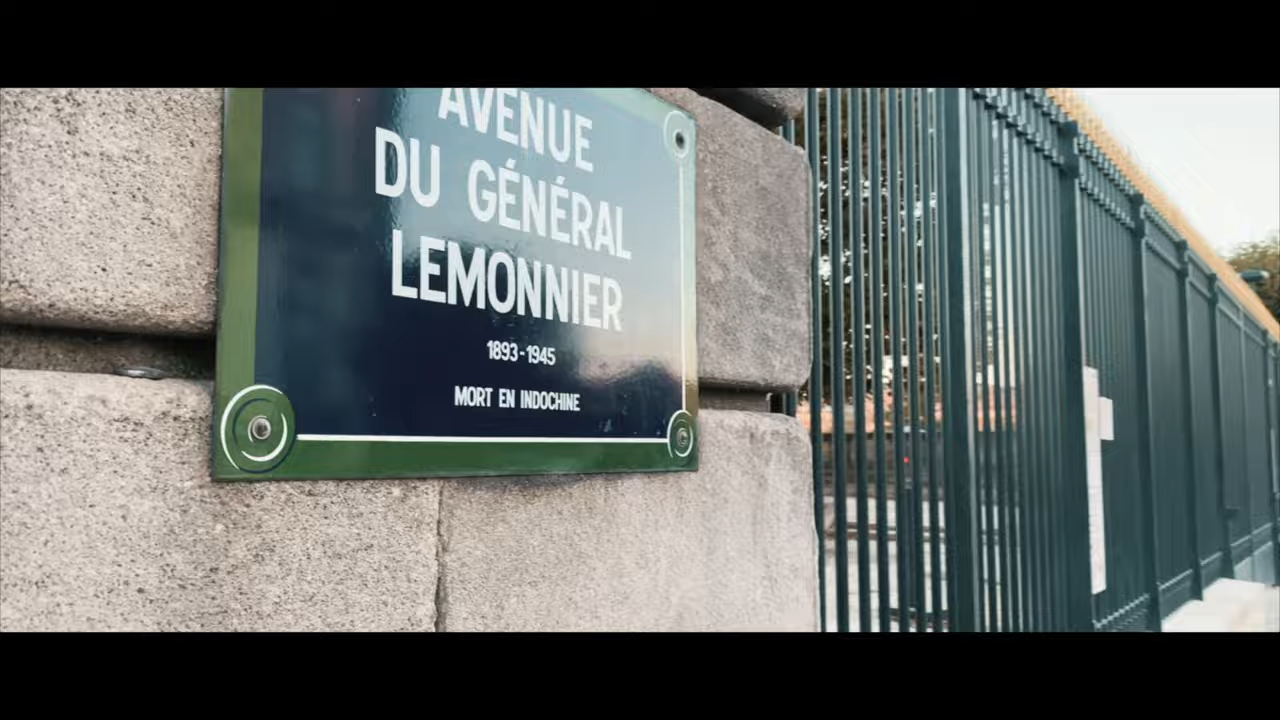 AVENUE
DU GÉNÉRAL
LEMONNIER
1893-1945
MORT EN INDOCHINE